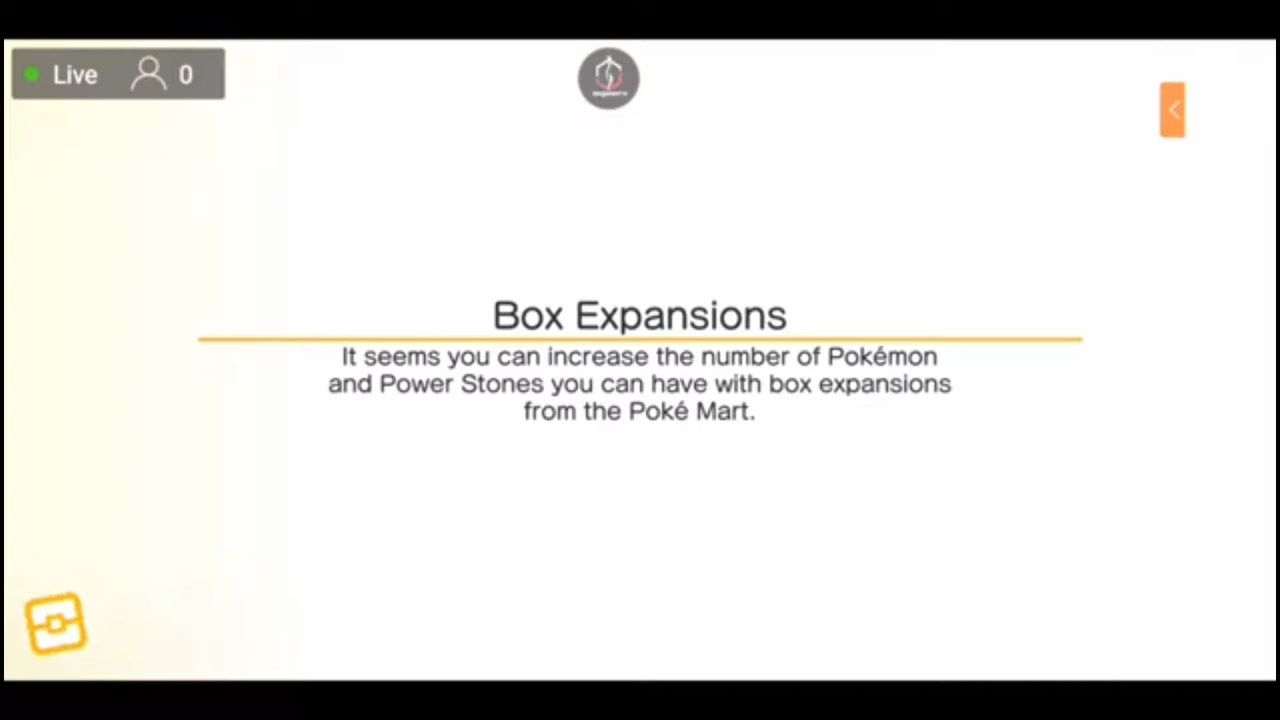 Live 0
Box Expansions
It seems you can increase the number of Pokémon
and Power Stones you can have with box expansions
from the Poké Mart.